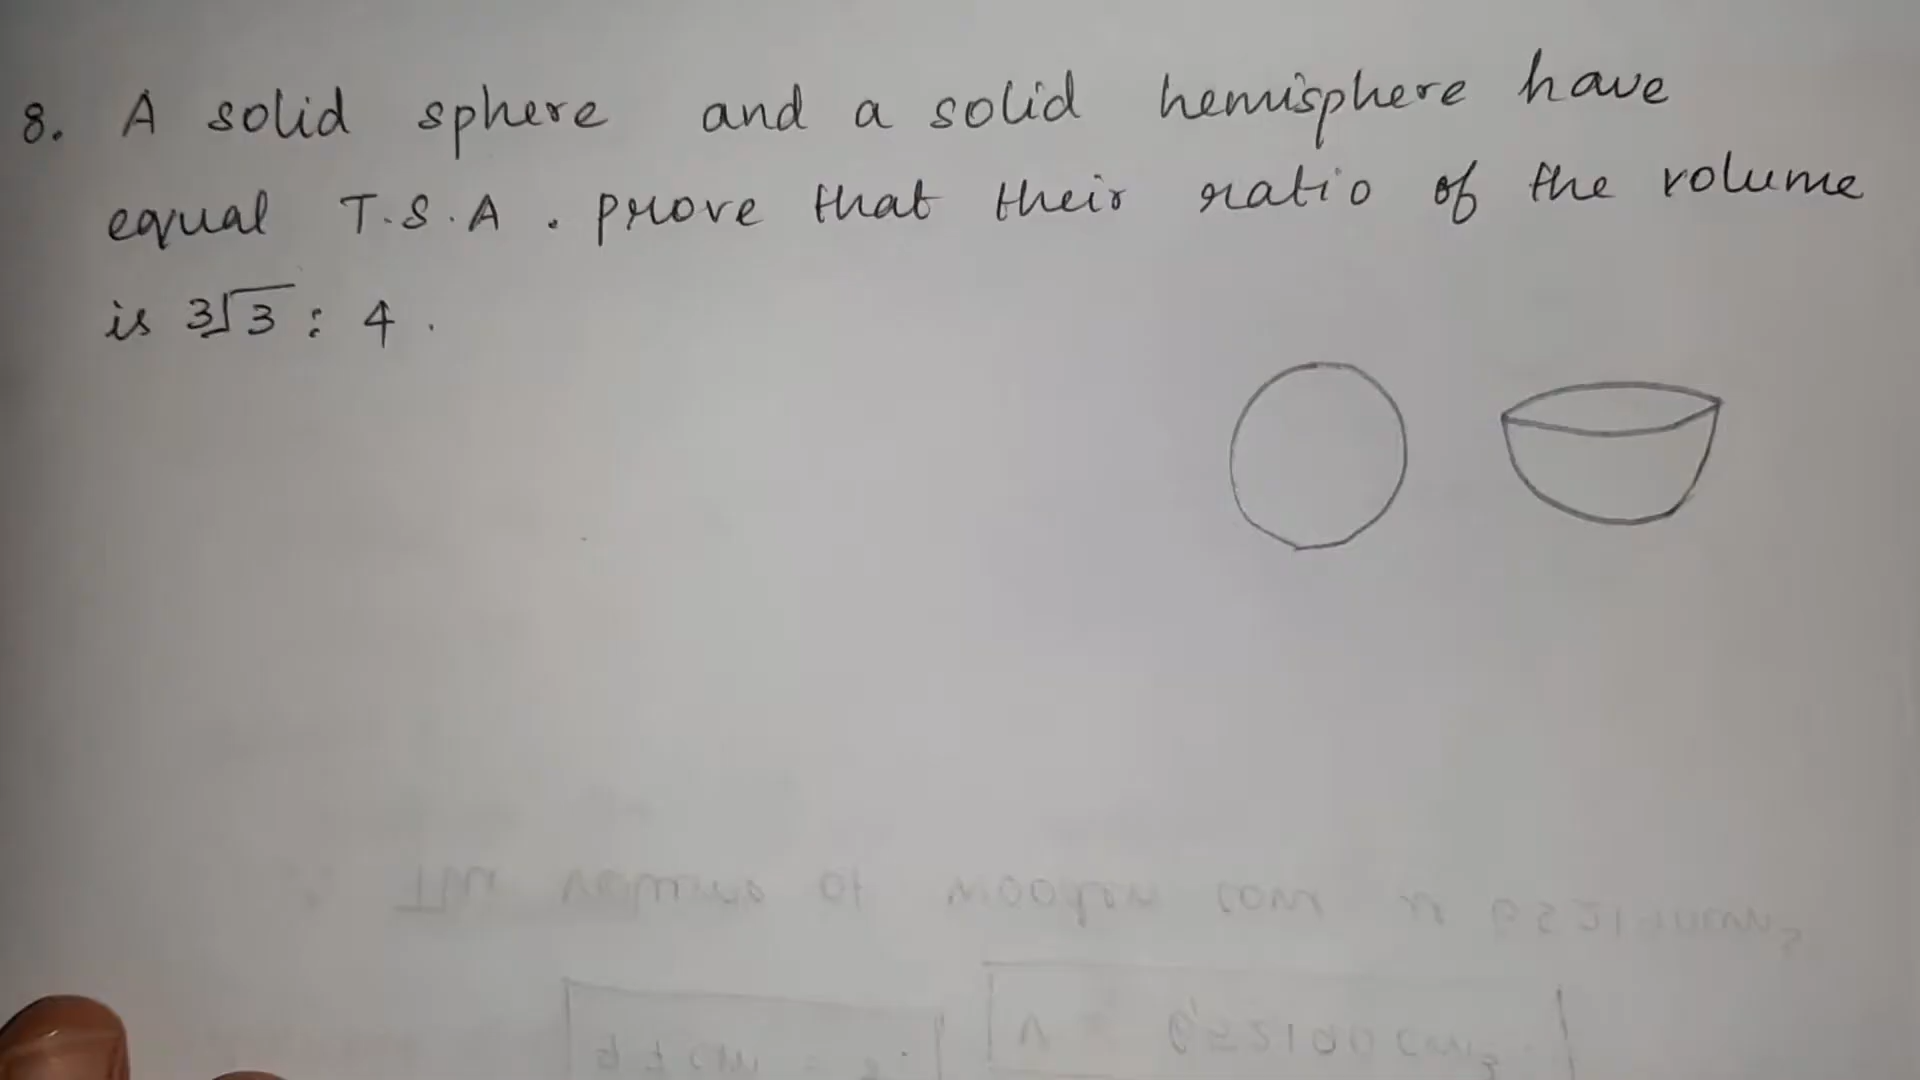 8. A solid sphere and a solid hemisphere have
equal T.S.A. prove that their ratio of the volume
is 3√3 : 4.